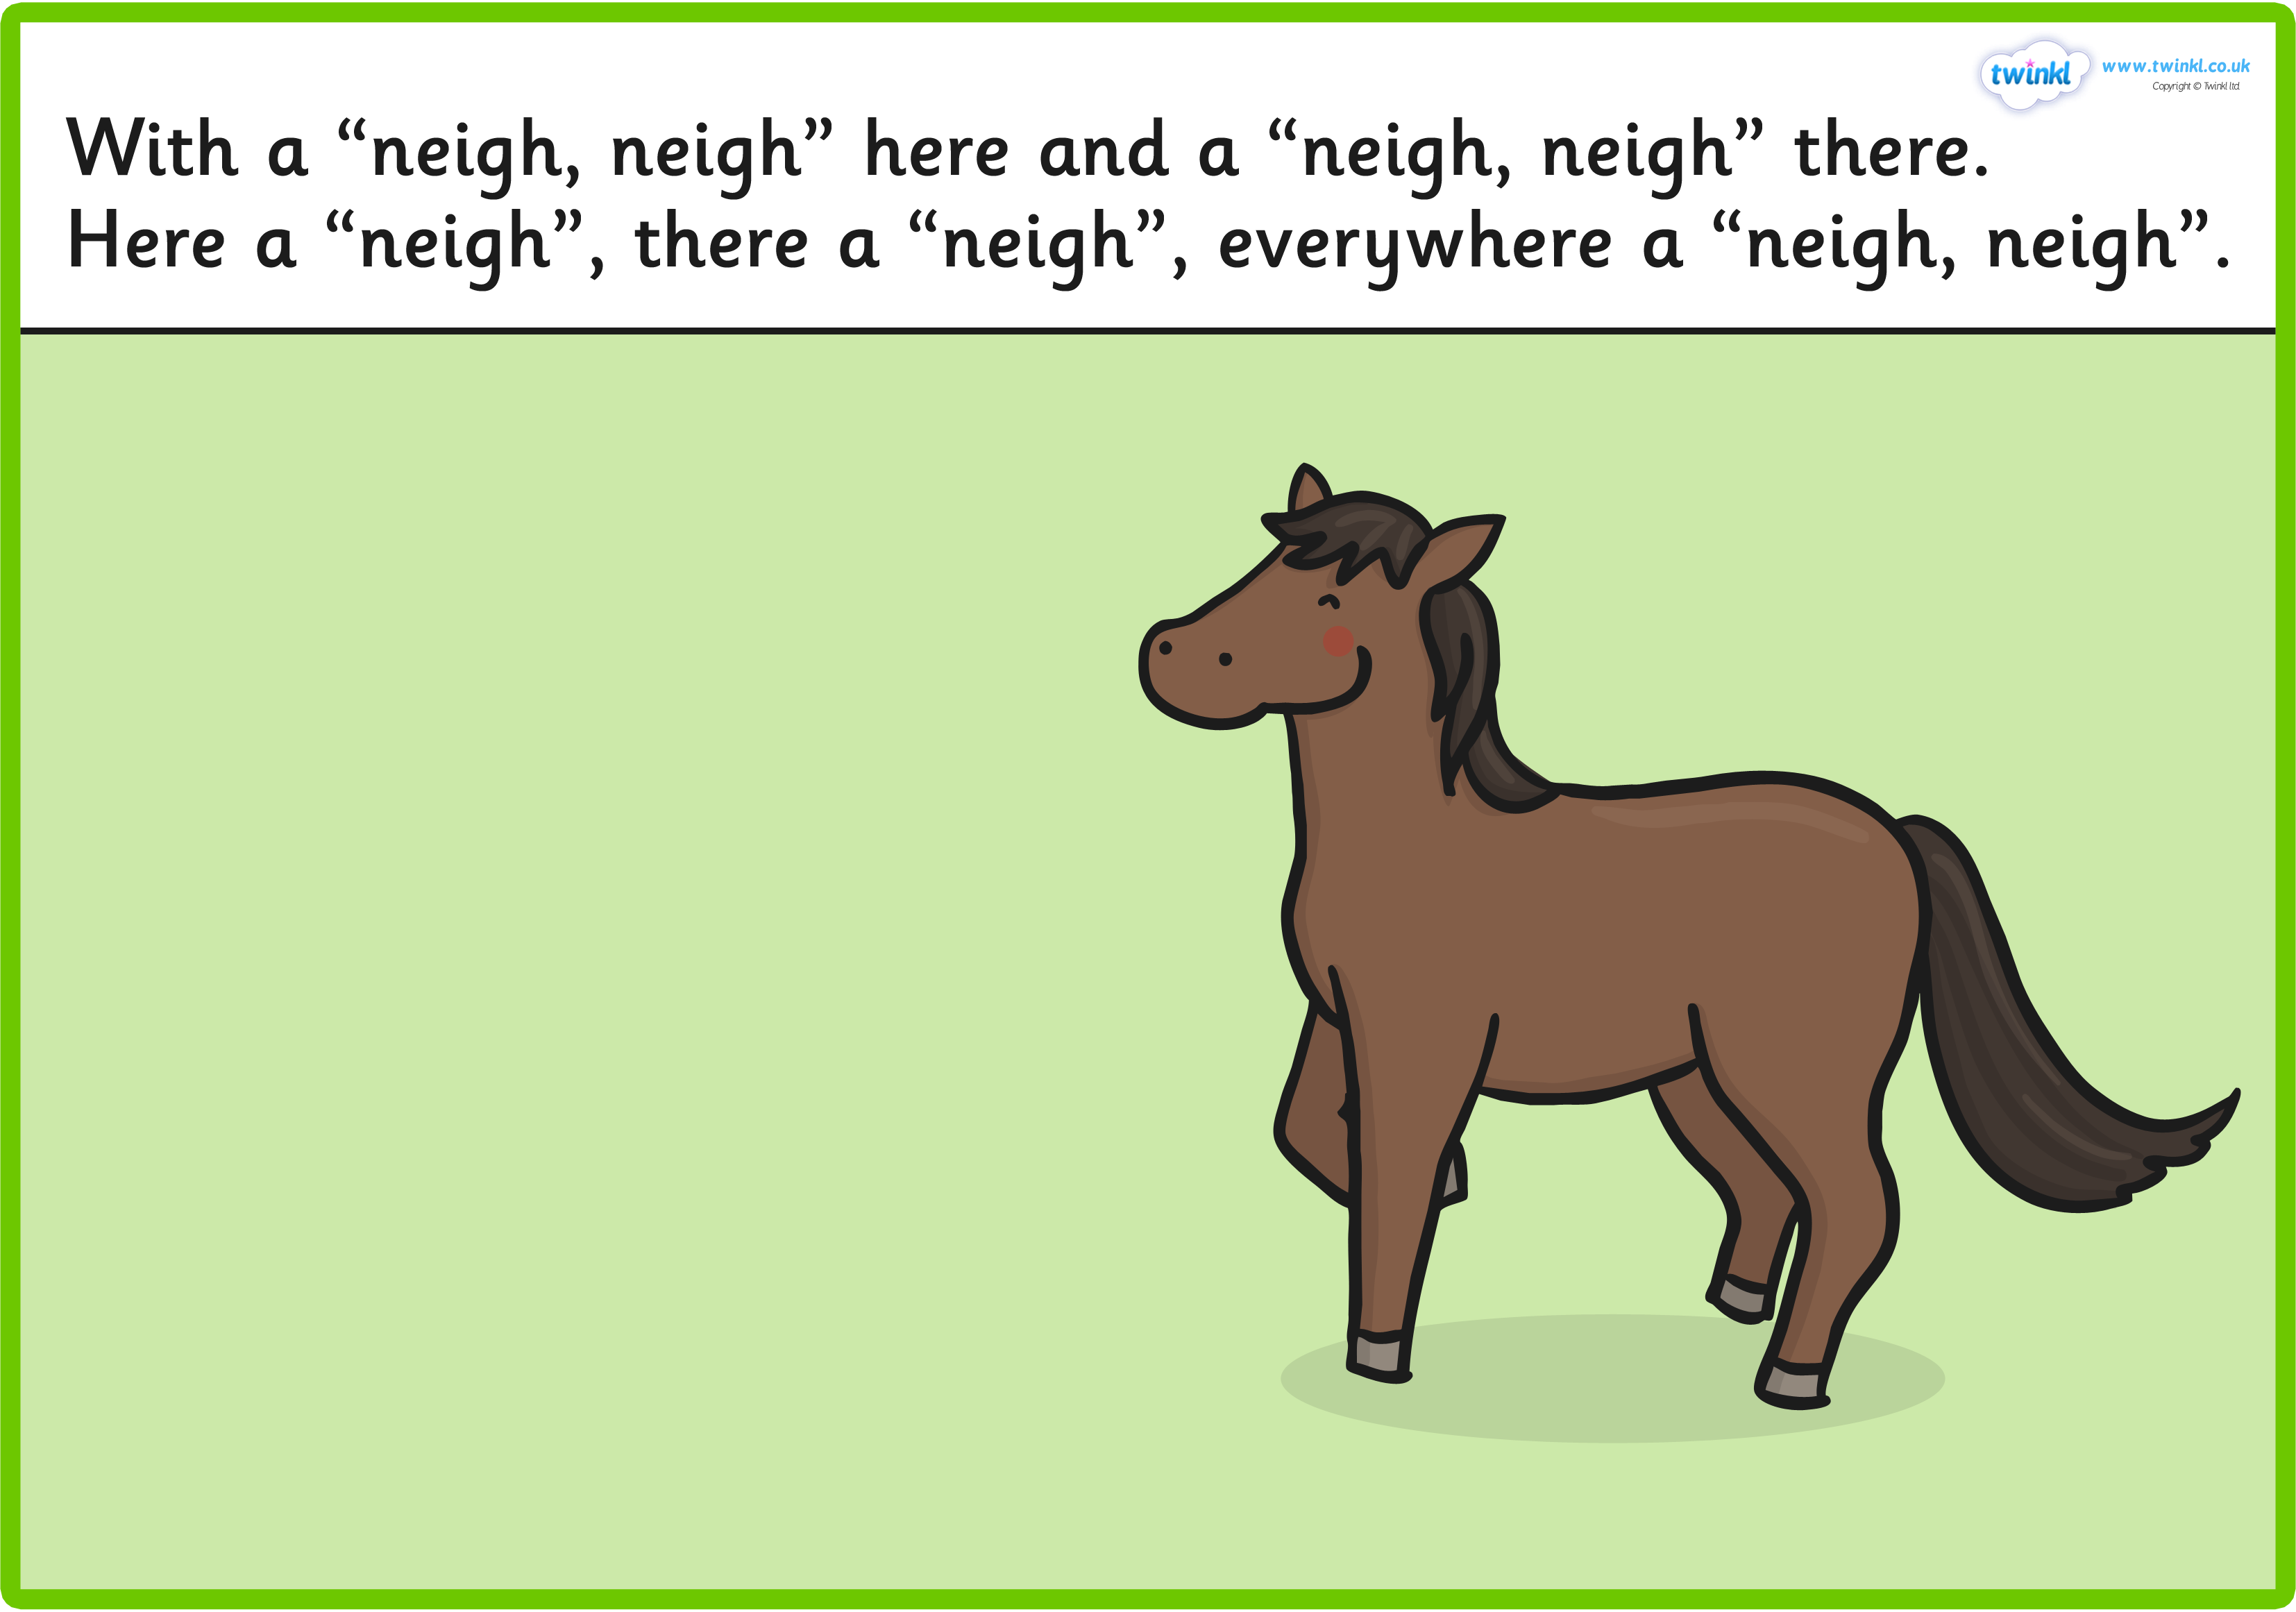 twinkl
www.twinkl.co.uk
Copyright © Twinkl ltd.
With a “neigh, neigh” here and a “neigh, neigh” there.
Here a “neigh”, there a “neigh”, everywhere a “neigh, neigh”.